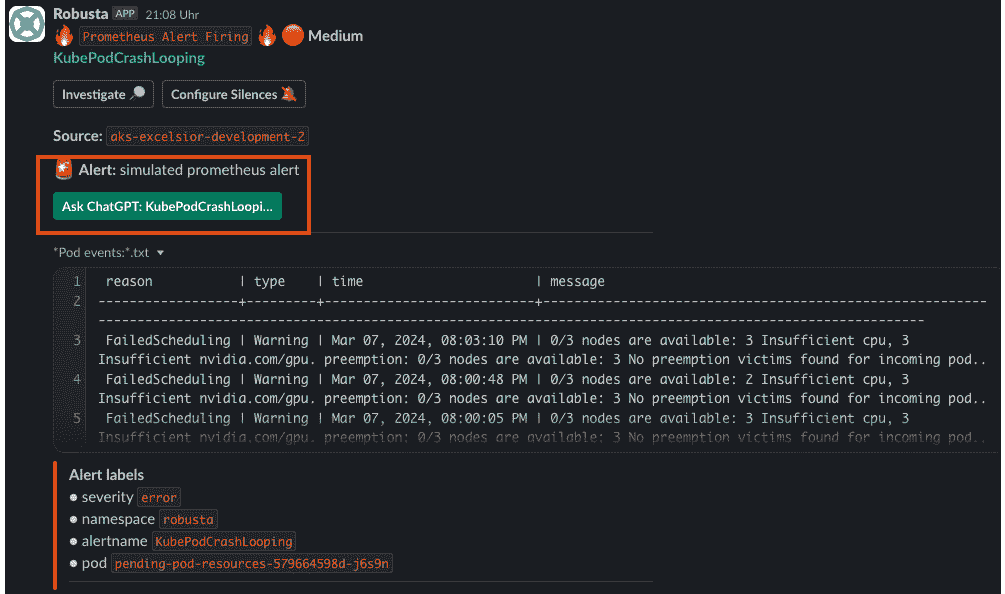 Robusta APP 21:08 Uhr
Prometheus Alert Firing Medium
KubePodCrashLooping
Investigate Configure Silences
Source: aks-excelsior-development-2
Alert: simulated prometheus alert
Ask ChatGPT: KubePodCrashLoopi...
*Pod events:*.txt
1 reason | type | time | message
2 ------------------+---------+----------------------------+---------------------------------------------------------
----------------------------------------------------------------------------------------------------------
3 FailedScheduling | Warning | Mar 07, 2024, 08:03:10 PM | 0/3 nodes are available: 3 Insufficient cpu, 3
Insufficient nvidia.com/gpu. preemption: 0/3 nodes are available: 3 No preemption victims found for incoming pod..
4 FailedScheduling | Warning | Mar 07, 2024, 08:00:48 PM | 0/3 nodes are available: 2 Insufficient cpu, 3
Insufficient nvidia.com/gpu. preemption: 0/3 nodes are available: 3 No preemption victims found for incoming pod..
5 FailedScheduling | Warning | Mar 07, 2024, 08:00:05 PM | 0/3 nodes are available: 3 Insufficient cpu, 3
Insufficient nvidia.com/gpu. preemption: 0/3 nodes are available: 3 No preemption victims found for incoming pod..
Alert labels
severity error
namespace robusta
alertname KubePodCrashLooping
pod pending-pod-resources-579664598d-j6s9n